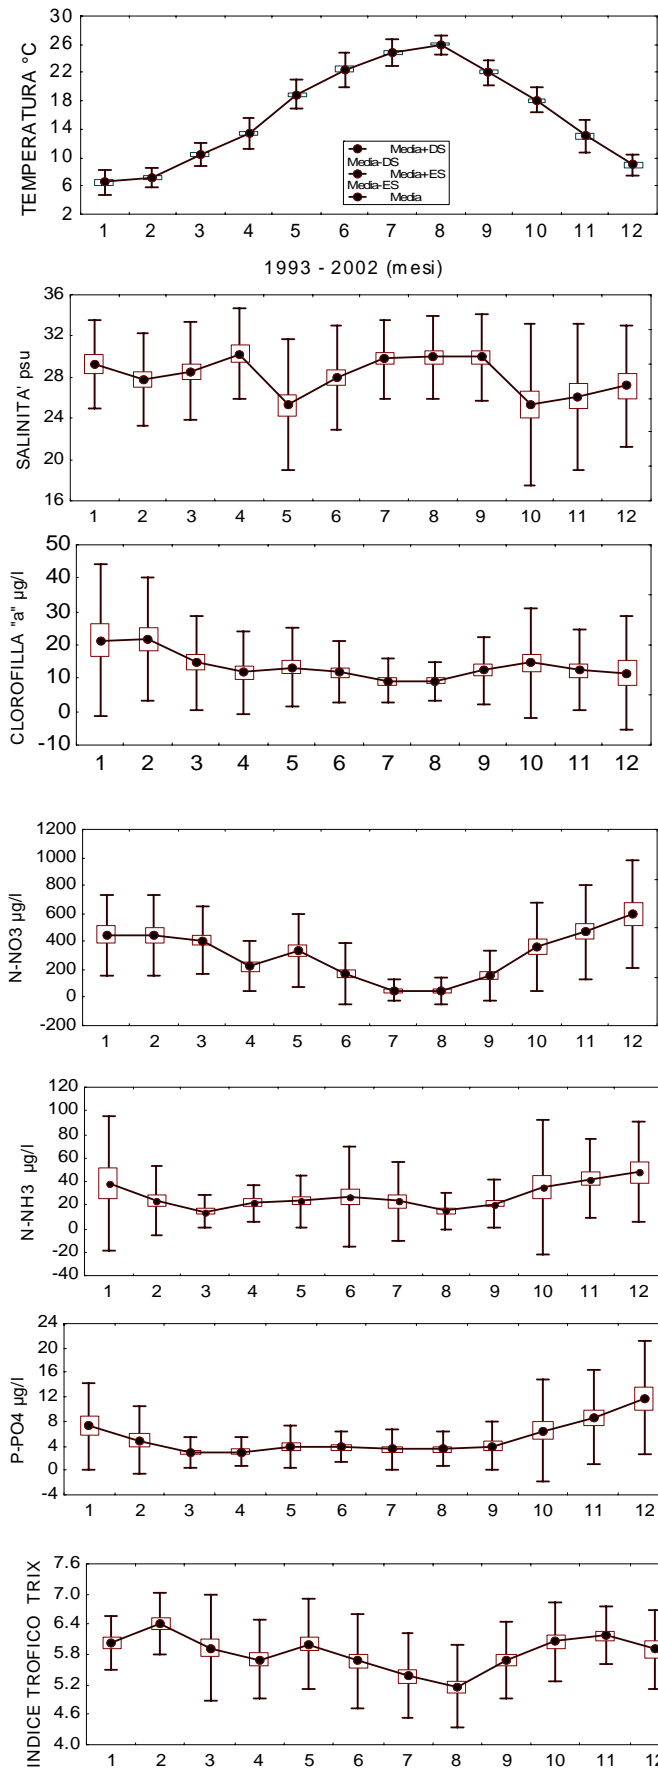 TEMPERATURA °C
26
22
18
14
10
6
2
Media+DS
Media-DS
Media+ES
Media-ES
Media
1 2 3 4 5 6 7 8 9 10 11 12
1993 - 2002 (mesi)
SALINITA' psu
36
32
28
24
20
16
1 2 3 4 5 6 7 8 9 10 11 12
CLOROFILLA "a" µg/l
50
40
30
20
10
0
-10
1 2 3 4 5 6 7 8 9 10 11 12
N-NO3 µg/l
1200
1000
800
600
400
200
0
-200
1 2 3 4 5 6 7 8 9 10 11 12
N-NH3 µg/l
120
100
80
60
40
20
0
-20
-40
1 2 3 4 5 6 7 8 9 10 11 12
P-PO4 µg/l
24
20
16
12
8
4
0
-4
1 2 3 4 5 6 7 8 9 10 11 12
INDICE TROFICO TRIX
7.6
7.0
6.4
5.8
5.2
4.6
4.0
1 2 3 4 5 6 7 8 9 10 11 12